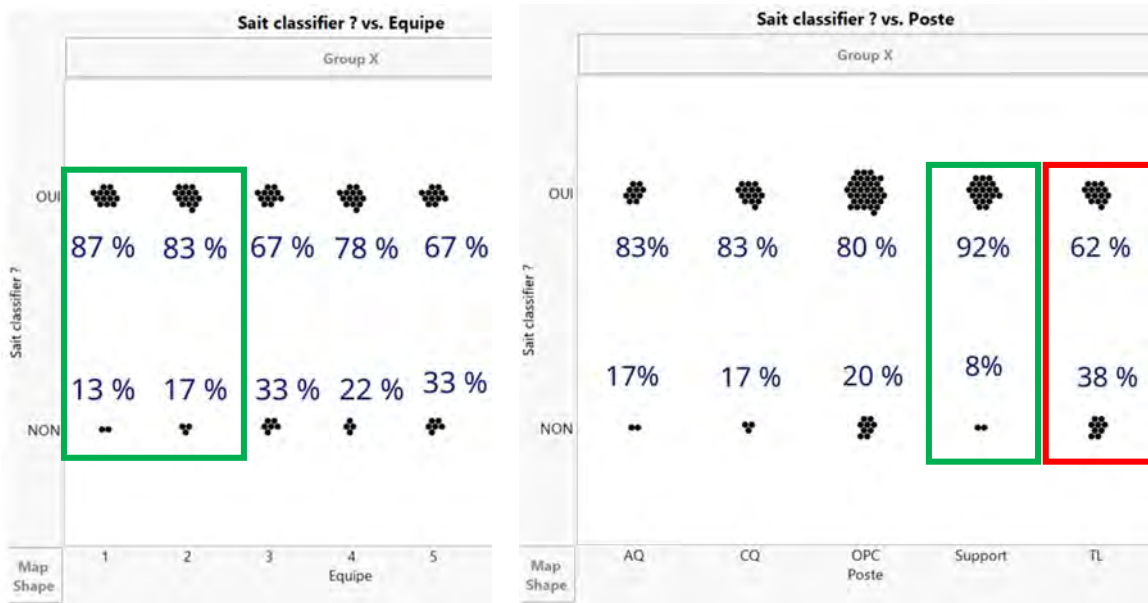 Sait classifier ? vs. Equipe
Group X
Sait classifier ?
OUI
87 % 83 % 67 % 78 % 67 %
13 % 17 % 33 % 22 % 33 %
NON
1 2 3 4 5
Equipe
Map
Shape
Sait classifier ? vs. Poste
Group X
Sait classifier ?
OUI
83% 83 % 80 % 92% 62 %
17% 17 % 20 % 8% 38 %
NON
AQ CQ OPC Support TL
Poste
Map
Shape